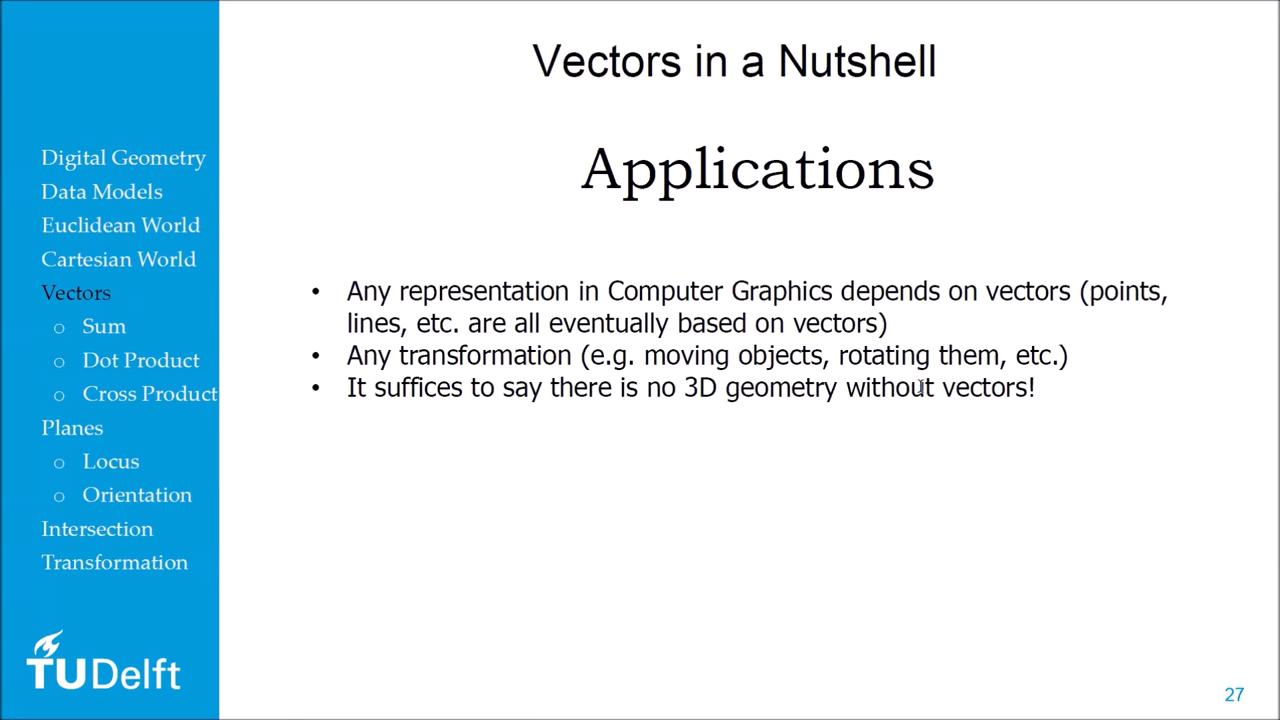 Vectors in a Nutshell
Applications
Digital Geometry
Data Models
Euclidean World
Cartesian World
Vectors
o Sum
o Dot Product
o Cross Product
Planes
o Locus
o Orientation
Intersection
Transformation
• Any representation in Computer Graphics depends on vectors (points,
lines, etc. are all eventually based on vectors)
• Any transformation (e.g. moving objects, rotating them, etc.)
• It suffices to say there is no 3D geometry without vectors!
TUDelft
27